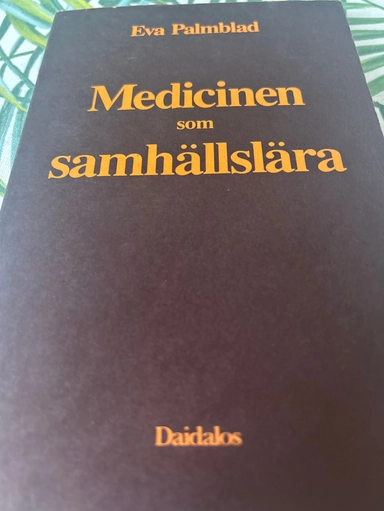 Eva Palmblad
Medicinen
som
samhällslära
Daidalos